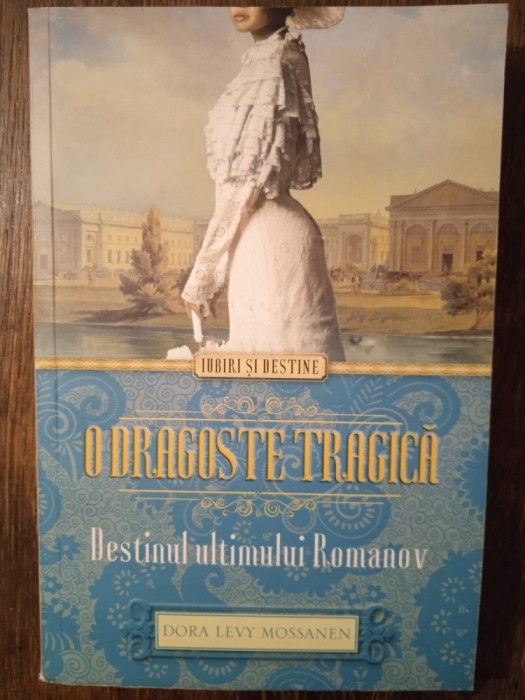 IUBIRI ȘI DESTINE
O DRAGOSTE TRAGICĂ
Destinul ultimului Romanov
DORA LEVY MOSSANEN